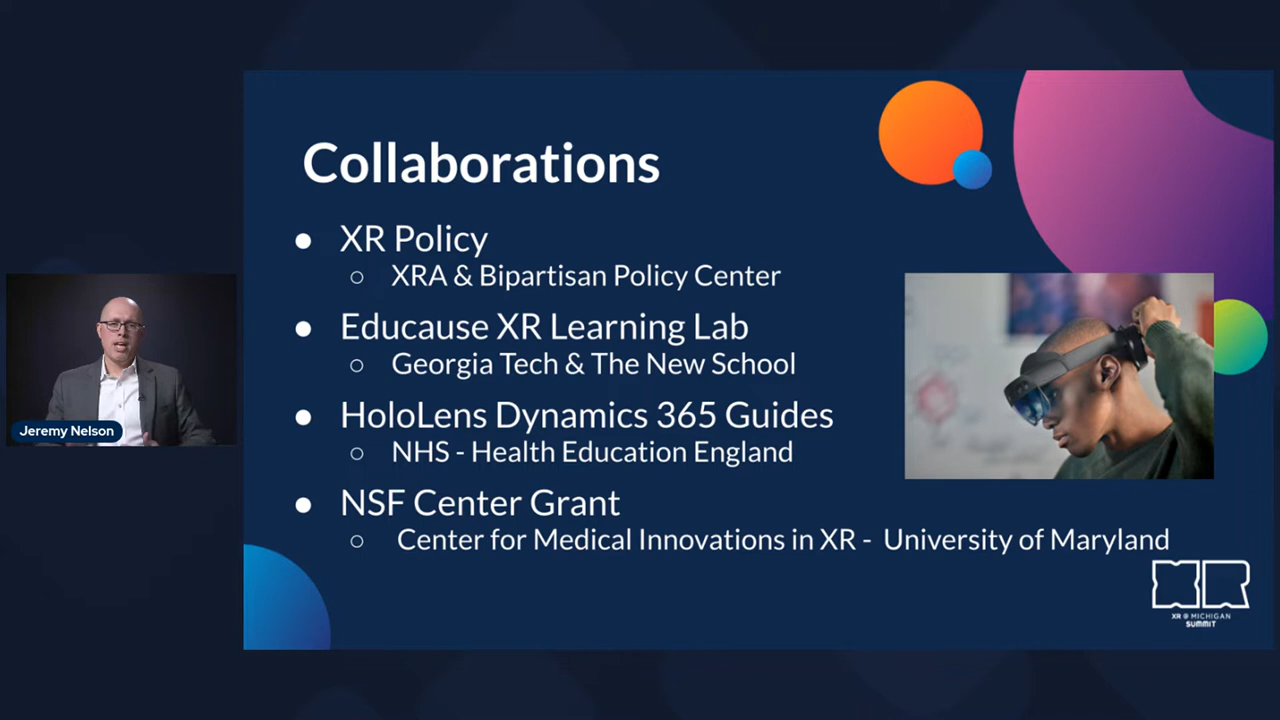 Collaborations
XR Policy
XRA & Bipartisan Policy Center
Educause XR Learning Lab
Georgia Tech & The New School
HoloLens Dynamics 365 Guides
NHS - Health Education England
NSF Center Grant
Center for Medical Innovations in XR - University of Maryland
Jeremy Nelson
XR
XR @ MICHIGAN
SUMMIT